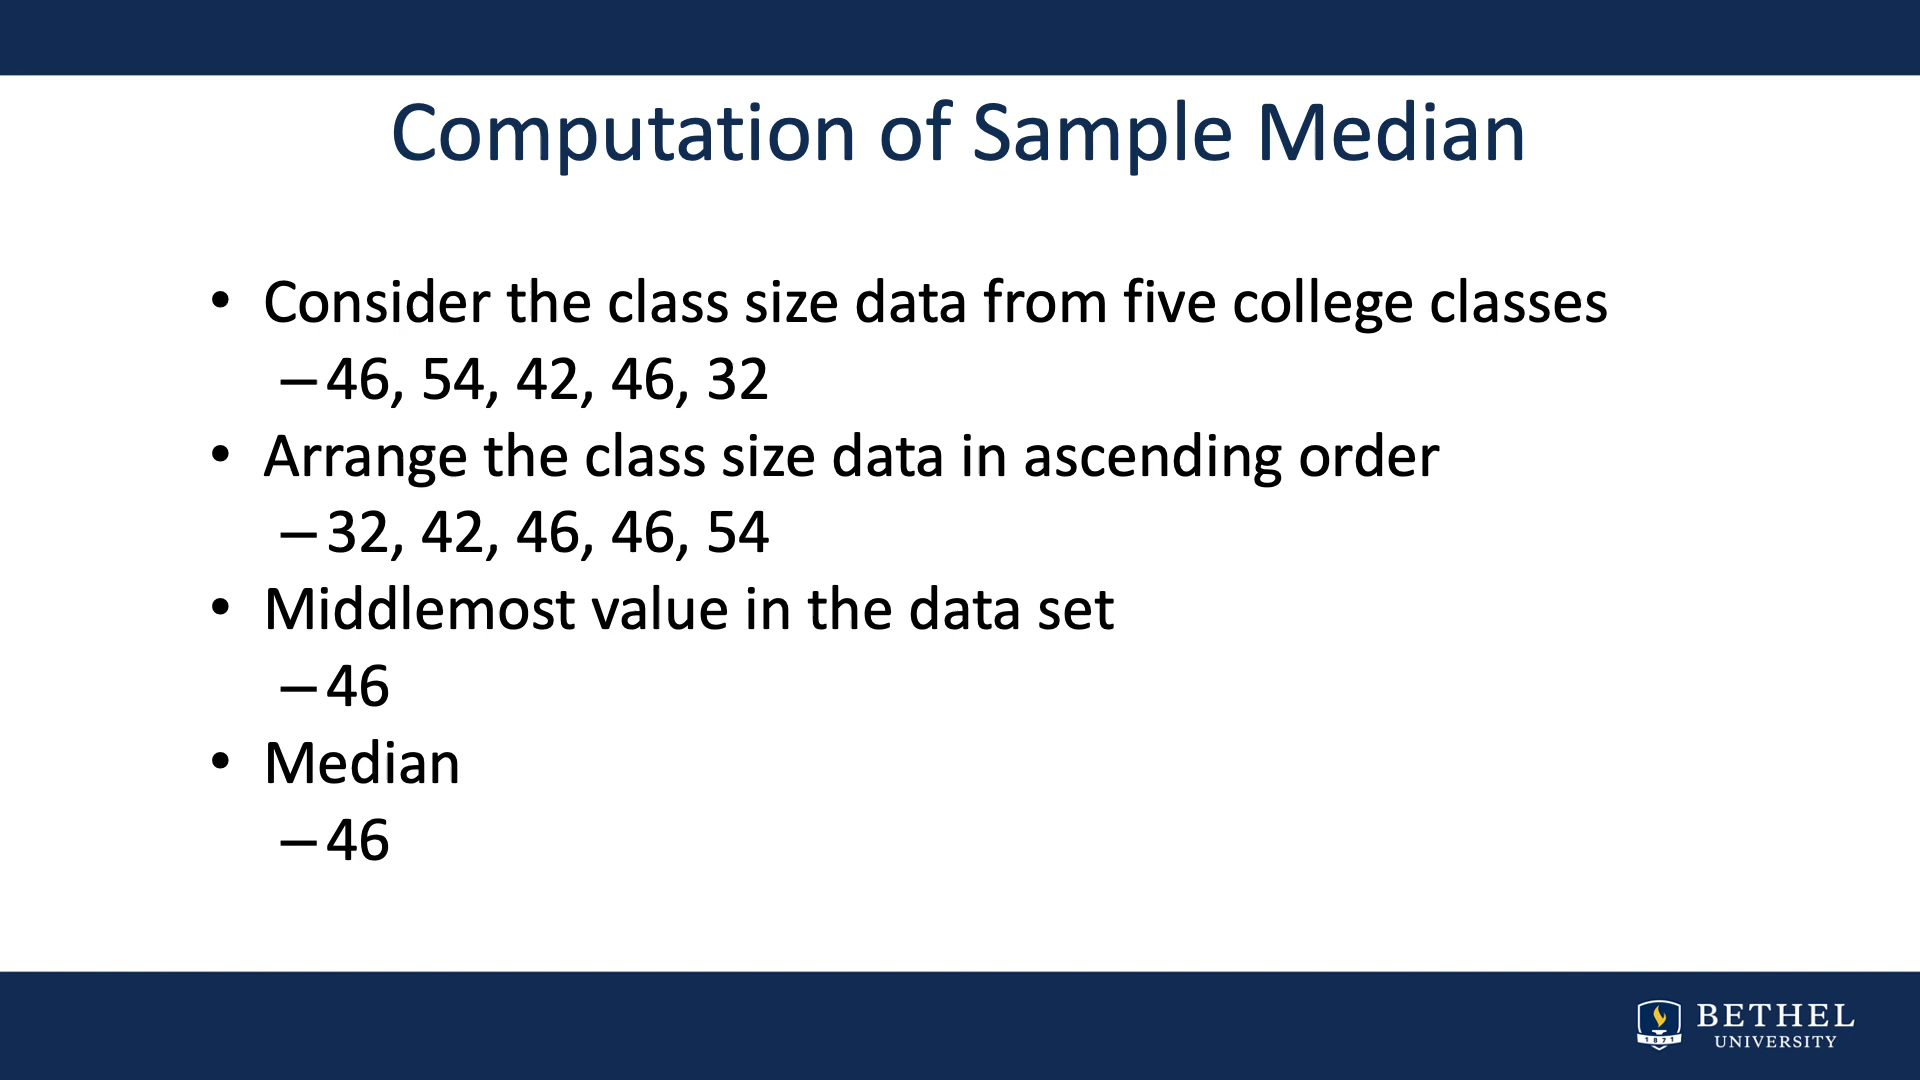 Computation of Sample Median
• Consider the class size data from five college classes
– 46, 54, 42, 46, 32
• Arrange the class size data in ascending order
– 32, 42, 46, 46, 54
• Middlemost value in the data set
– 46
• Median
– 46
1871
BETHEL
UNIVERSITY